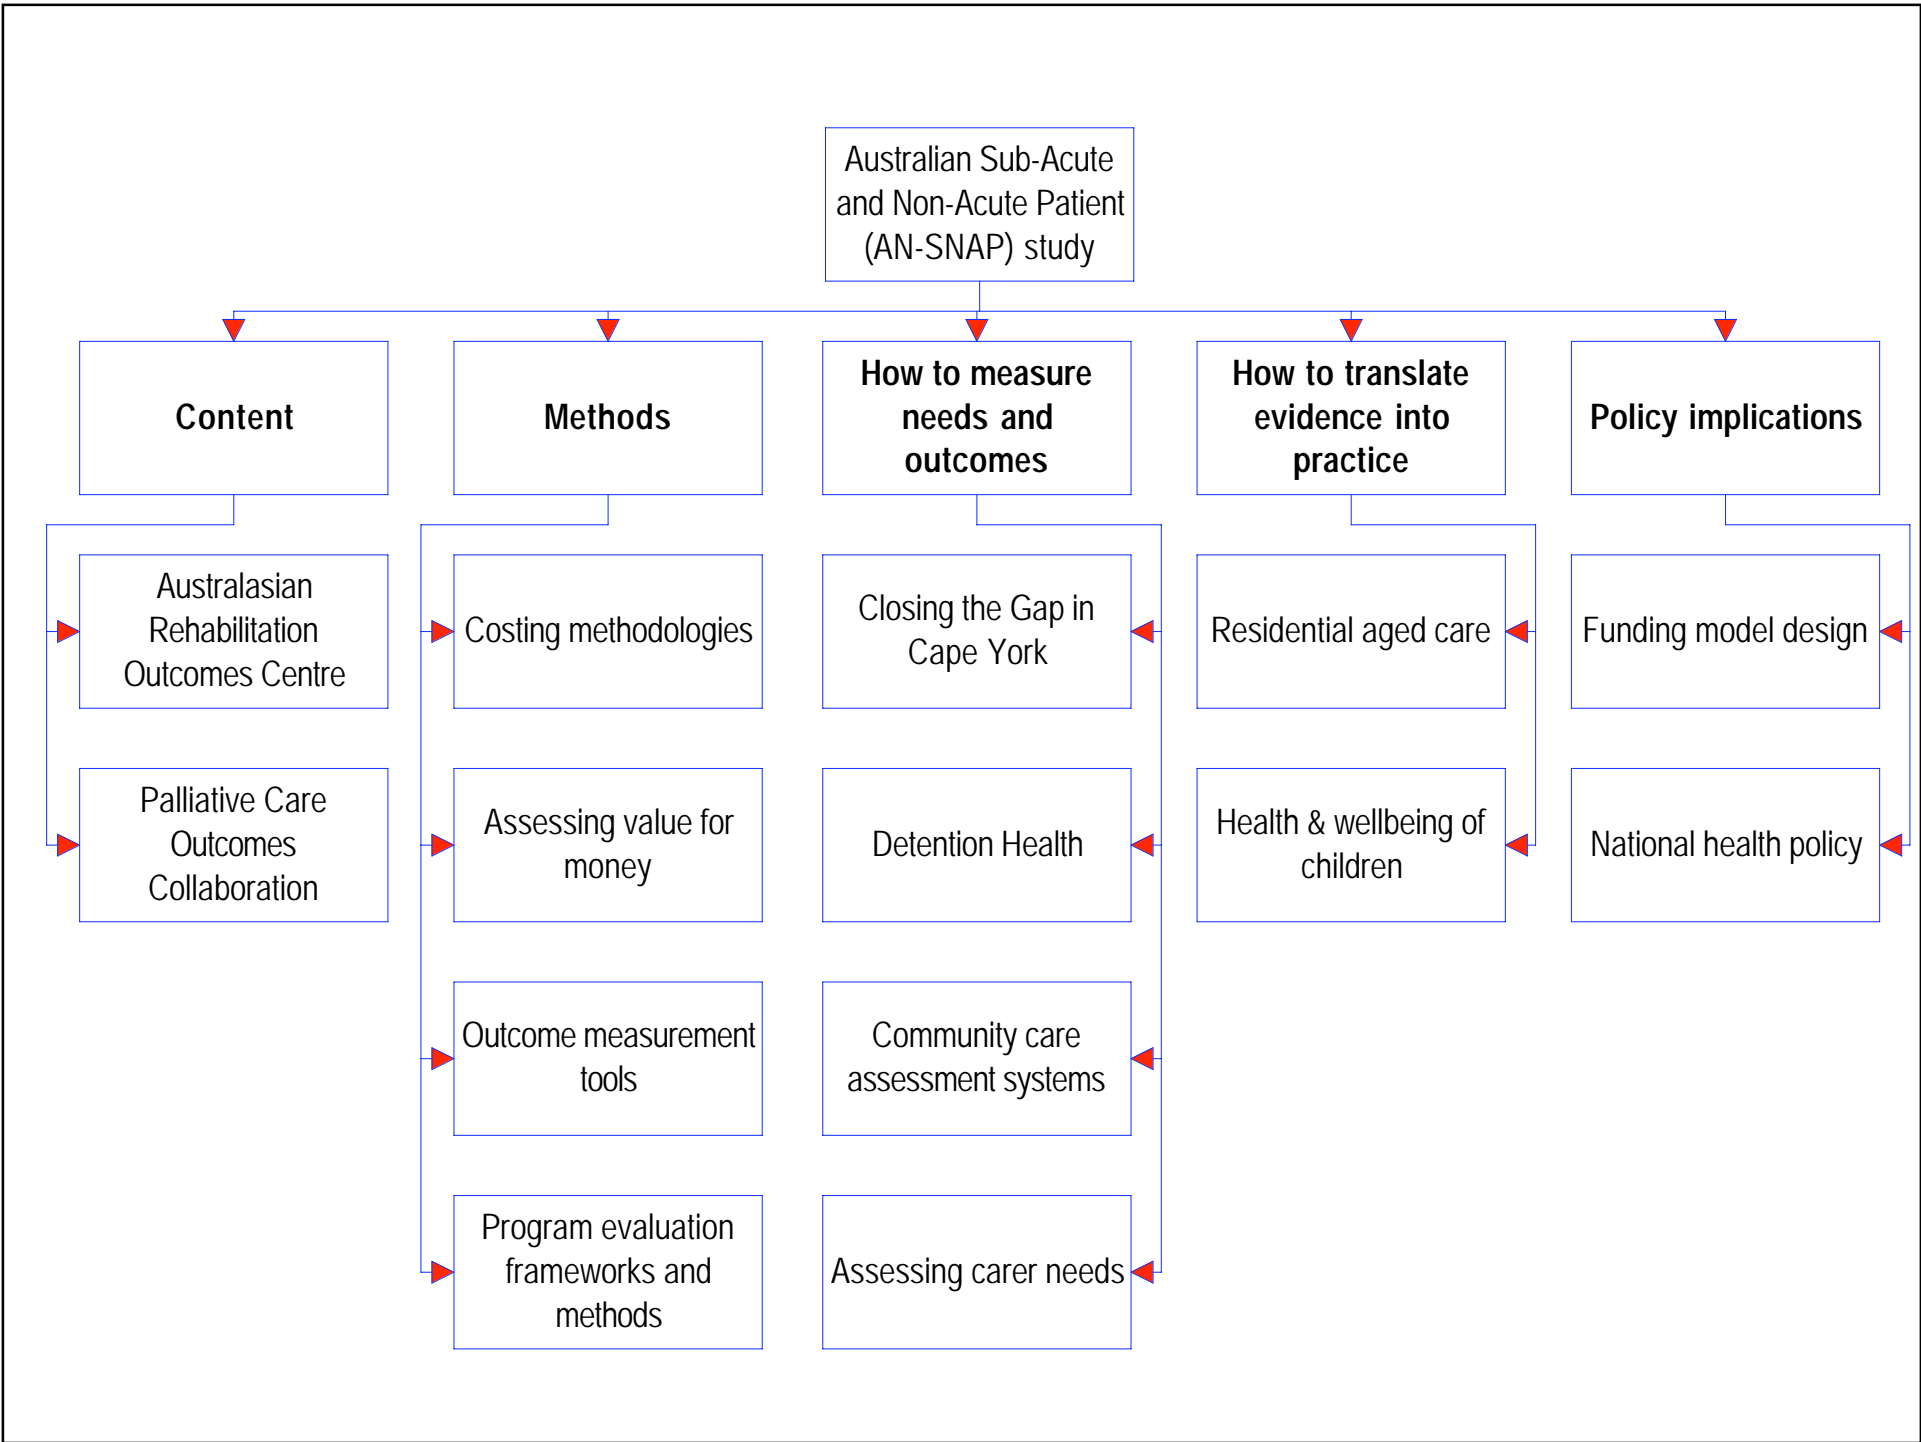 Australian Sub-Acute
and Non-Acute Patient
(AN-SNAP) study
Content
Methods
How to measure
needs and
outcomes
How to translate
evidence into
practice
Policy implications
Australasian
Rehabilitation
Outcomes Centre
Costing methodologies
Closing the Gap in
Cape York
Residential aged care
Funding model design
Palliative Care
Outcomes
Collaboration
Assessing value for
money
Detention Health
Health & wellbeing of
children
National health policy
Outcome measurement
tools
Community care
assessment systems
Program evaluation
frameworks and
methods
Assessing carer needs